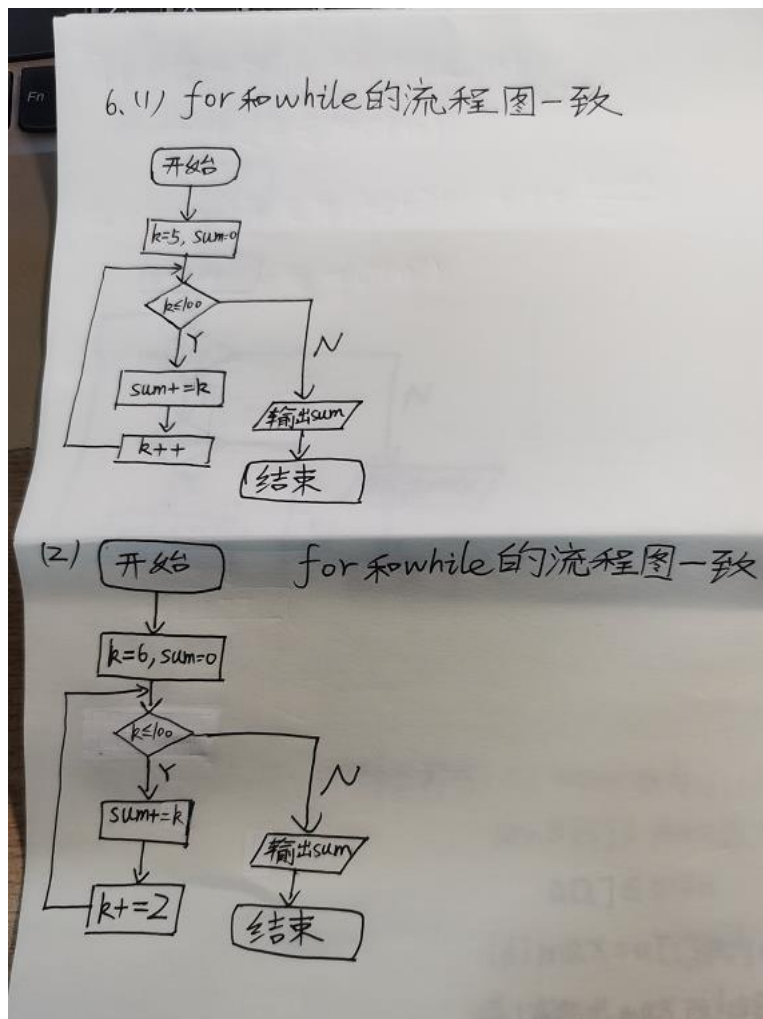 Fn
6.(1) for和while的流程图一致
开始
k=5, sum=0
k≤100
Y
N
sum+=k
输出sum
k++
结束
(2) 开始 for和while的流程图一致
k=6, sum=0
k≤100
Y
N
sum+=k
输出sum
k+=2
结束